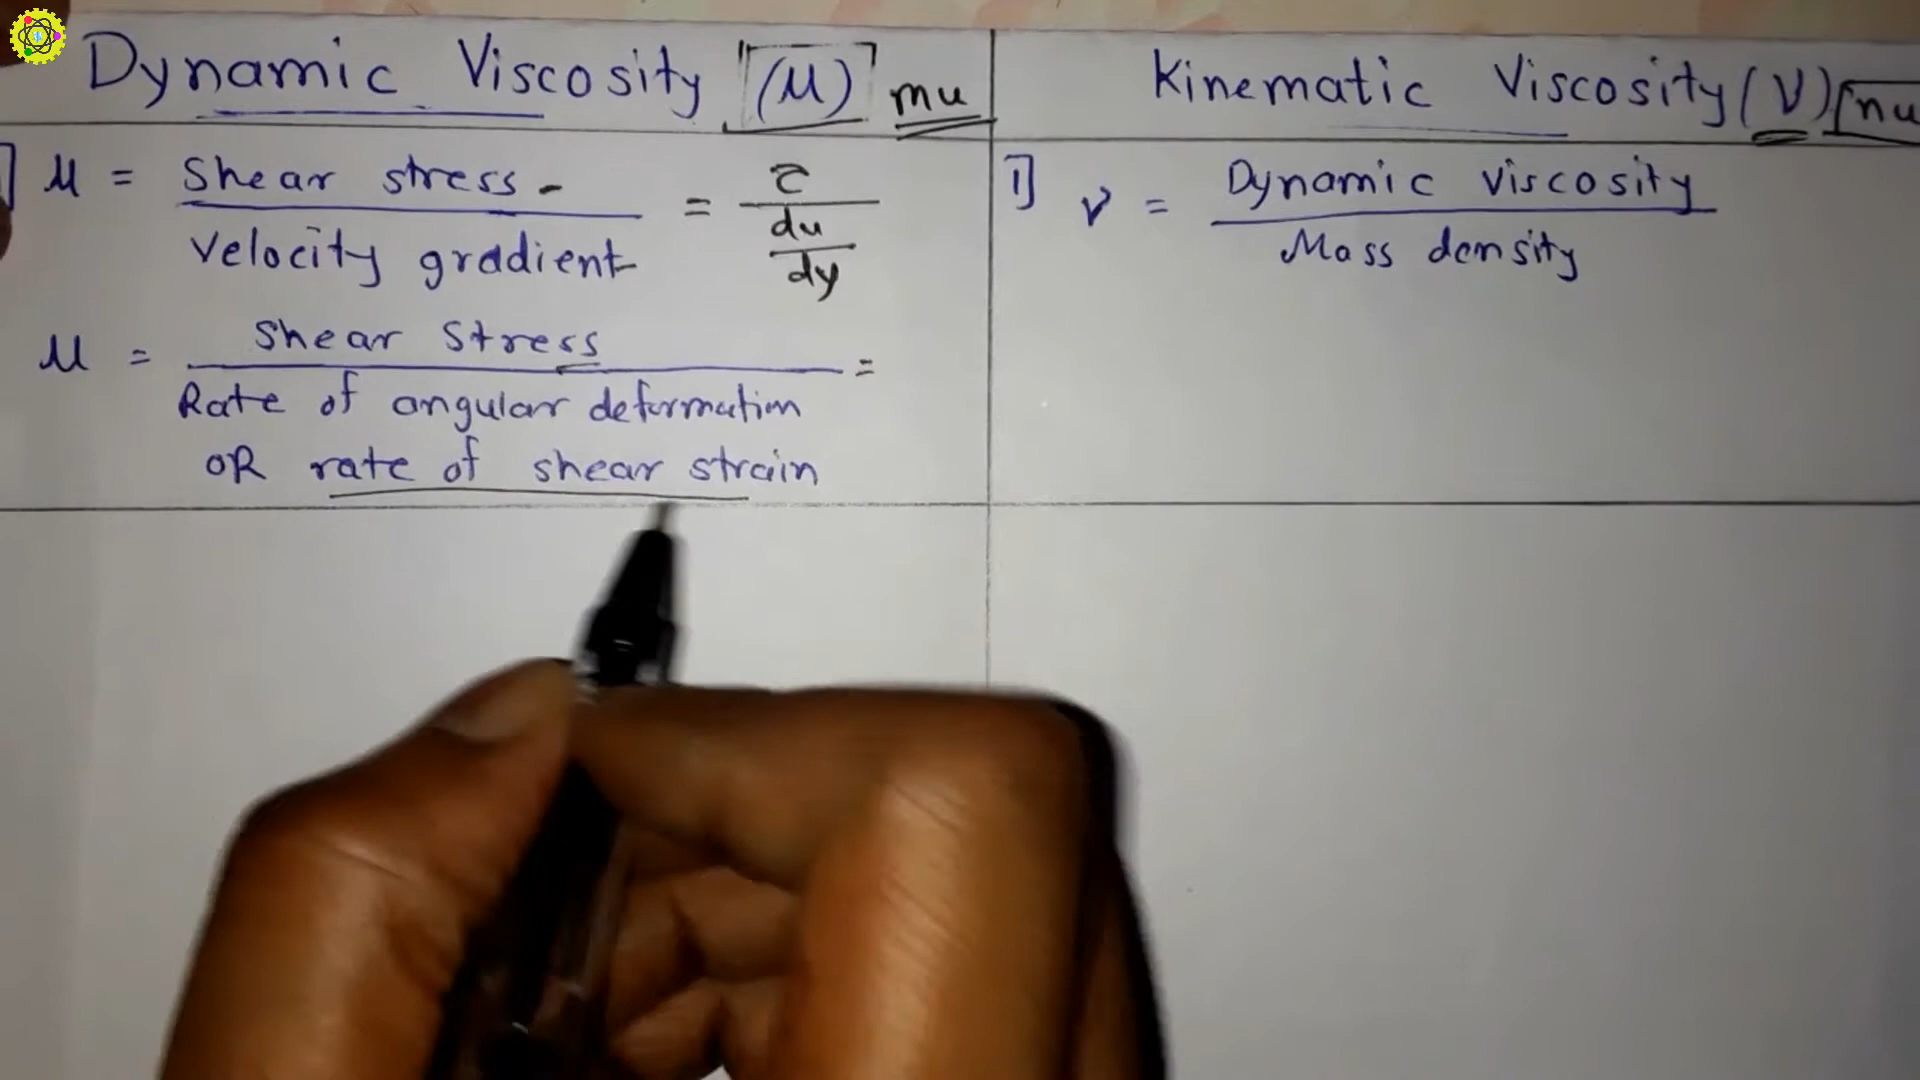 Dynamic Viscosity (μ) mu
Kinematic Viscosity (ν) nu
1] μ = Shear stress / Velocity gradient = τ / du/dy
μ = Shear Stress / Rate of angular deformation =
OR rate of shear strain
1] ν = Dynamic viscosity / Mass density